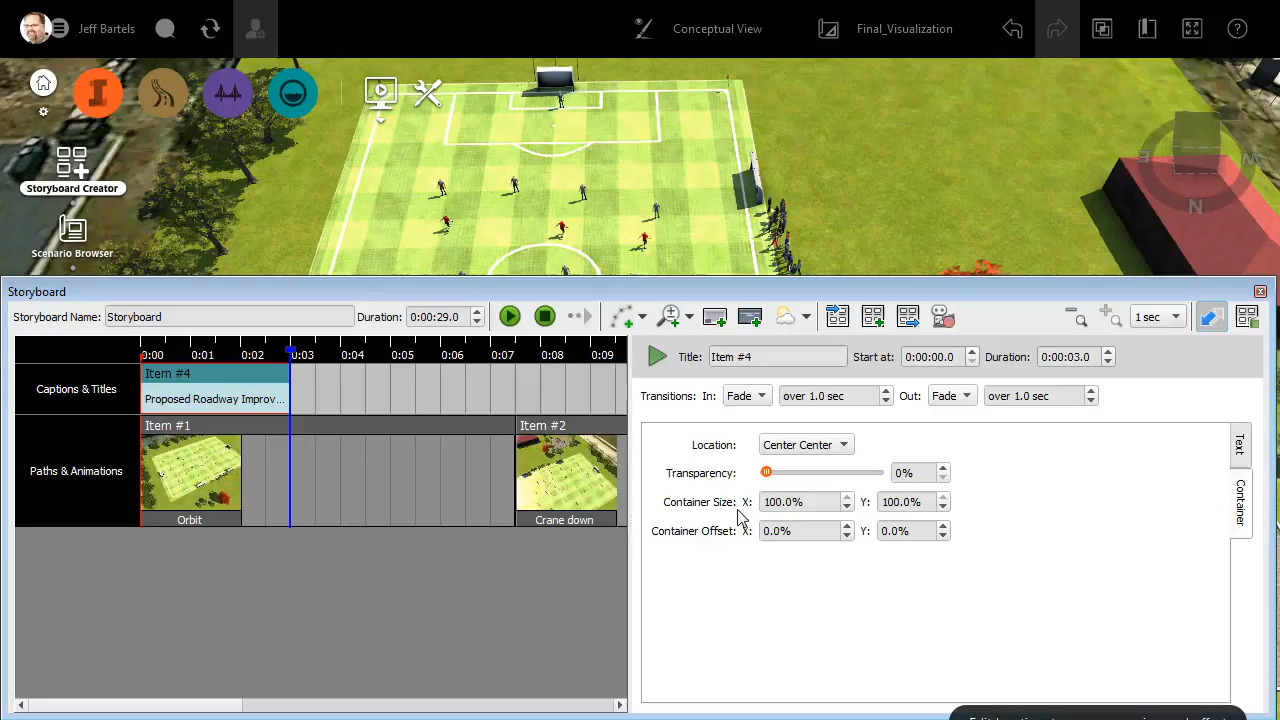 Jeff Bartels
Conceptual View
Final_Visualization
Storyboard Creator
Scenario Browser
N
Storyboard
Storyboard Name: Storyboard Duration: 0:00:29.0 1 sec
0:00 0:01 0:02 0:03 0:04 0:05 0:06 0:07 0:08 0:09
Title: Item #4 Start at: 0:00:00.0 Duration: 0:00:03.0
Captions & Titles
Item #4
Proposed Roadway Improv...
Transitions: In: Fade over 1.0 sec Out: Fade over 1.0 sec
Paths & Animations
Item #1
Orbit
Item #2
Crane down
Location: Center Center
Transparency: 0%
Container Size: X: 100.0% Y: 100.0%
Container Offset: X: 0.0% Y: 0.0%
Text
Container